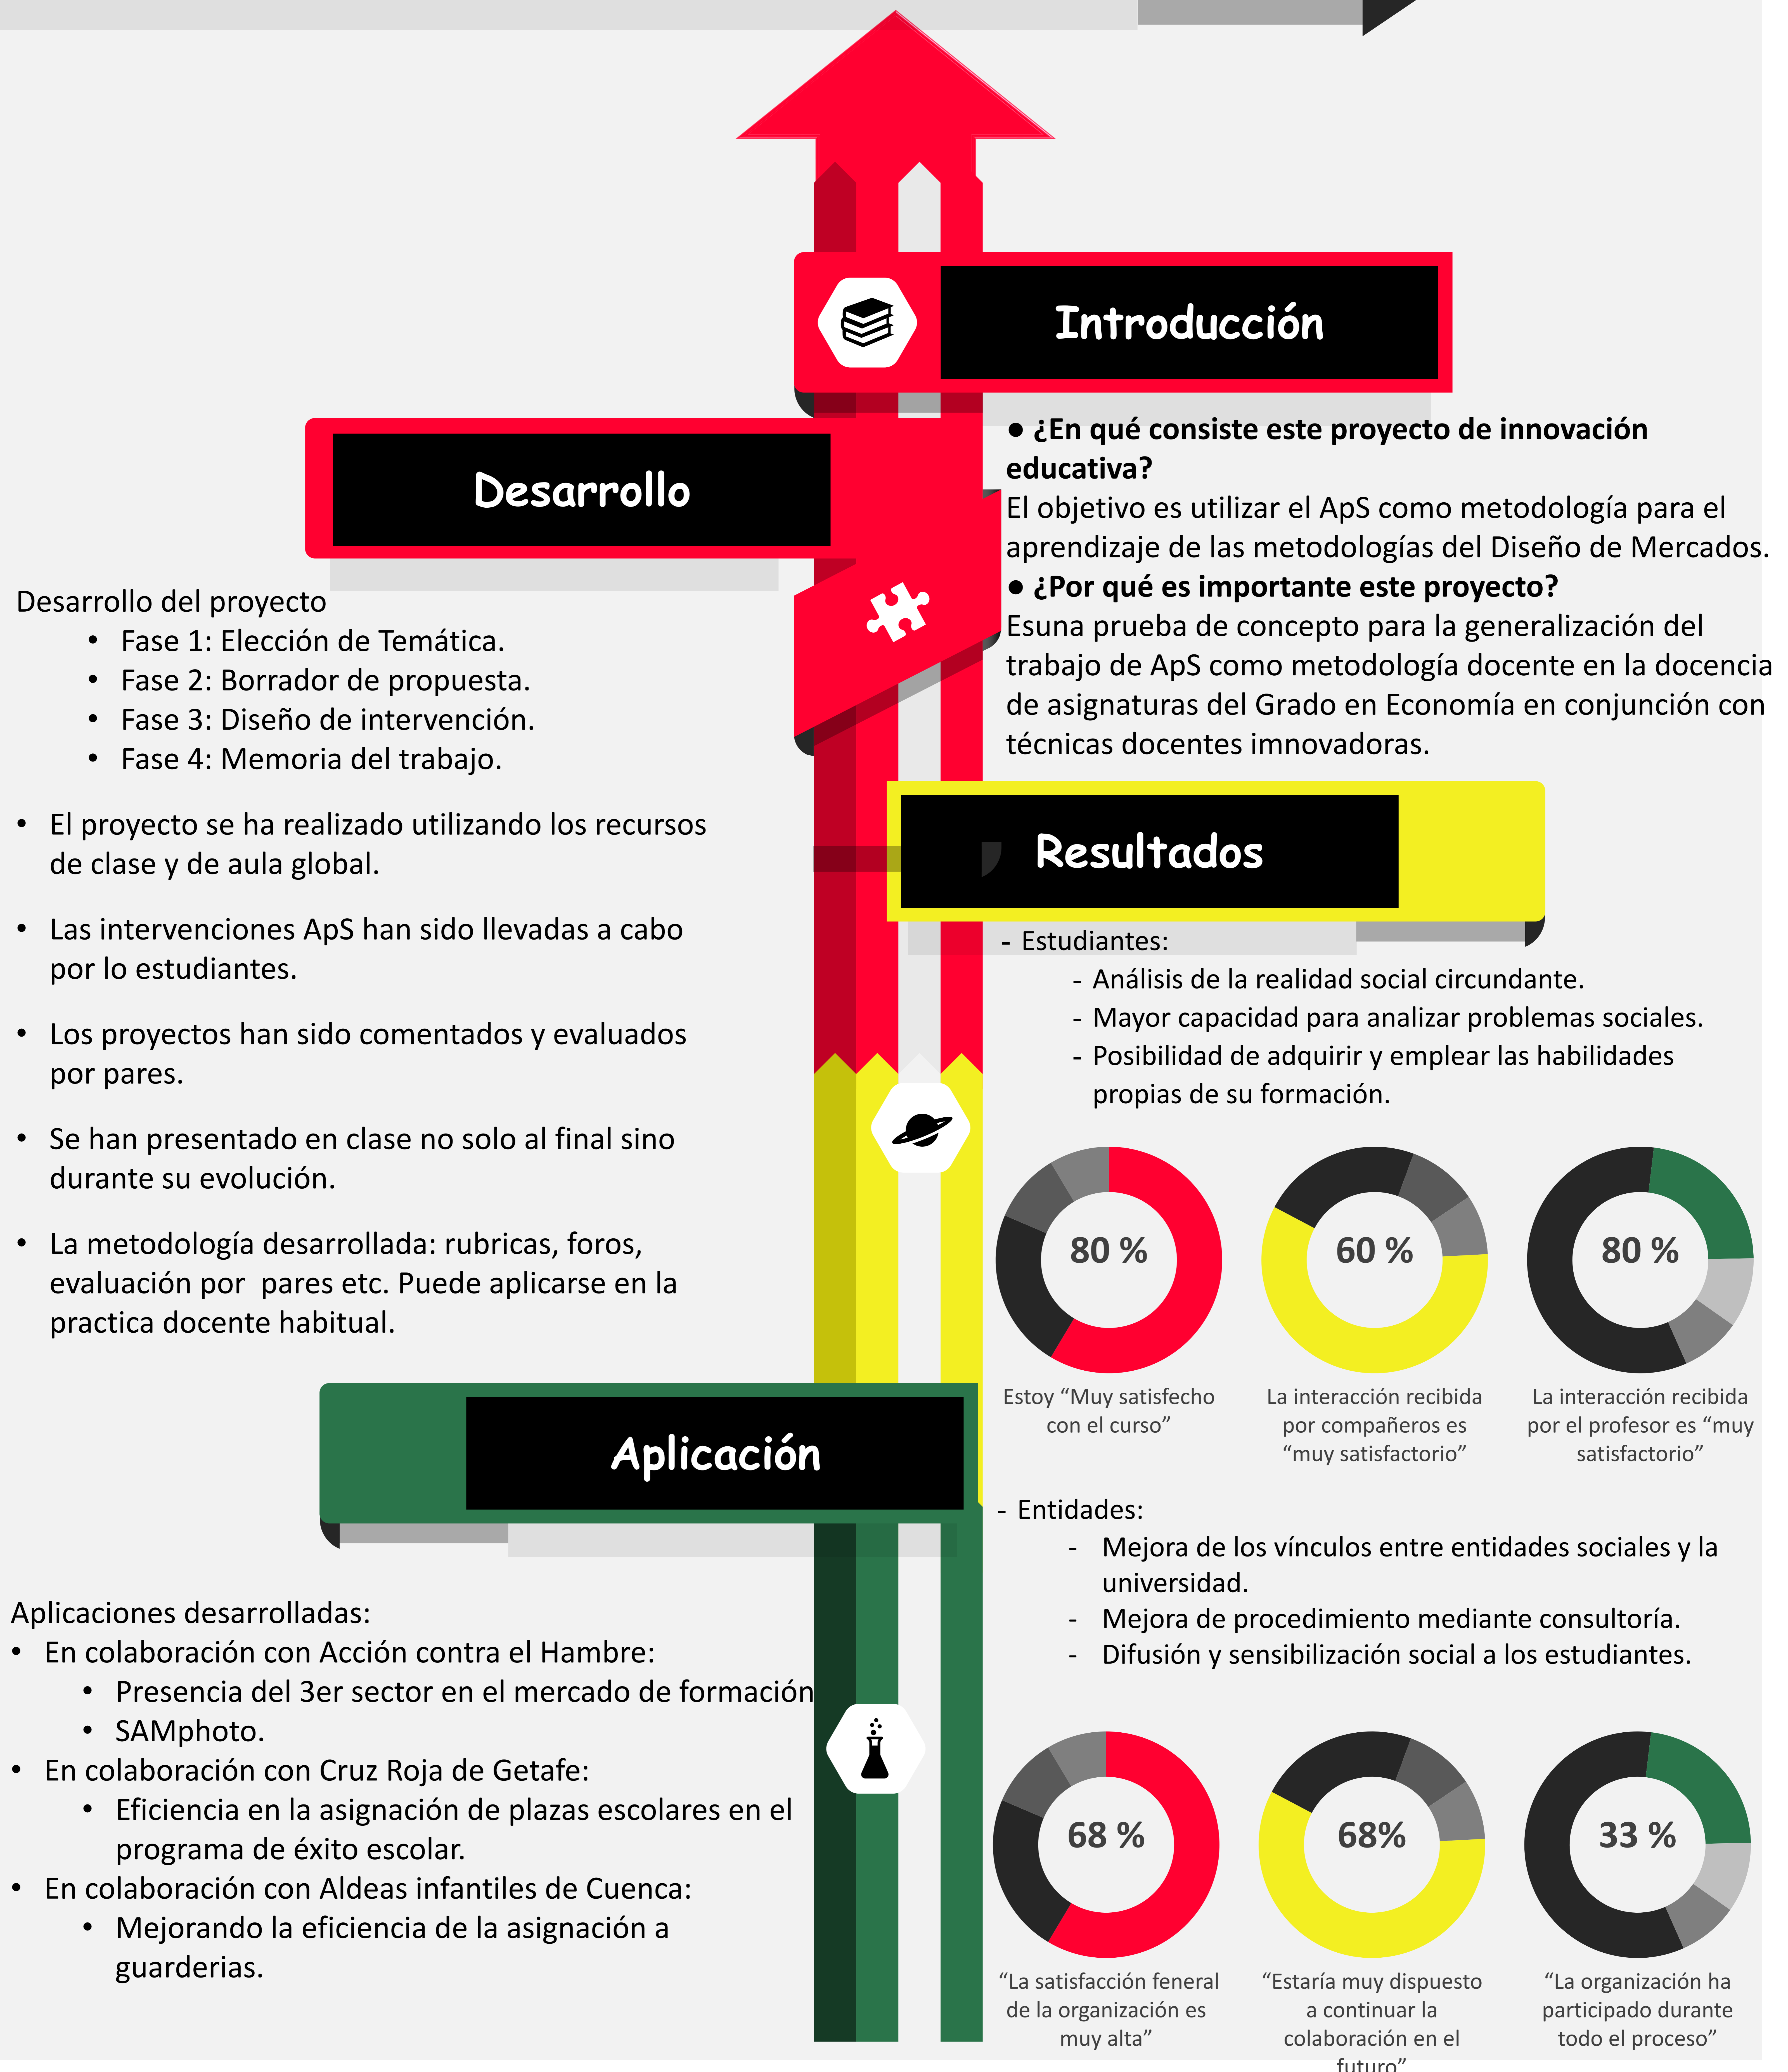 Introducción
● ¿En qué consiste este proyecto de innovación
educativa?
El objetivo es utilizar el ApS como metodología para el
aprendizaje de las metodologías del Diseño de Mercados.
● ¿Por qué es importante este proyecto?
Esuna prueba de concepto para la generalización del
trabajo de ApS como metodología docente en la docencia
de asignaturas del Grado en Economía en conjunción con
técnicas docentes imnovadoras.
Desarrollo
Desarrollo del proyecto
• Fase 1: Elección de Temática.
• Fase 2: Borrador de propuesta.
• Fase 3: Diseño de intervención.
• Fase 4: Memoria del trabajo.
• El proyecto se ha realizado utilizando los recursos
de clase y de aula global.
• Las intervenciones ApS han sido llevadas a cabo
por lo estudiantes.
• Los proyectos han sido comentados y evaluados
por pares.
• Se han presentado en clase no solo al final sino
durante su evolución.
• La metodología desarrollada: rubricas, foros,
evaluación por  pares etc. Puede aplicarse en la
practica docente habitual.
Resultados
- Estudiantes:
- Análisis de la realidad social circundante.
- Mayor capacidad para analizar problemas sociales.
- Posibilidad de adquirir y emplear las habilidades
propias de su formación.
80 %
Estoy “Muy satisfecho
con el curso”
60 %
La interacción recibida
por compañeros es
“muy satisfactorio”
80 %
La interacción recibida
por el profesor es “muy
satisfactorio”
- Entidades:
- Mejora de los vínculos entre entidades sociales y la
universidad.
- Mejora de procedimiento mediante consultoría.
- Difusión y sensibilización social a los estudiantes.
68 %
“La satisfacción feneral
de la organización es
muy alta”
68%
“Estaría muy dispuesto
a continuar la
colaboración en el
futuro”
33 %
“La organización ha
participado durante
todo el proceso”
Aplicación
Aplicaciones desarrolladas:
• En colaboración con Acción contra el Hambre:
• Presencia del 3er sector en el mercado de formación
• SAMphoto.
• En colaboración con Cruz Roja de Getafe:
• Eficiencia en la asignación de plazas escolares en el
programa de éxito escolar.
• En colaboración con Aldeas infantiles de Cuenca:
• Mejorando la eficiencia de la asignación a
guarderias.